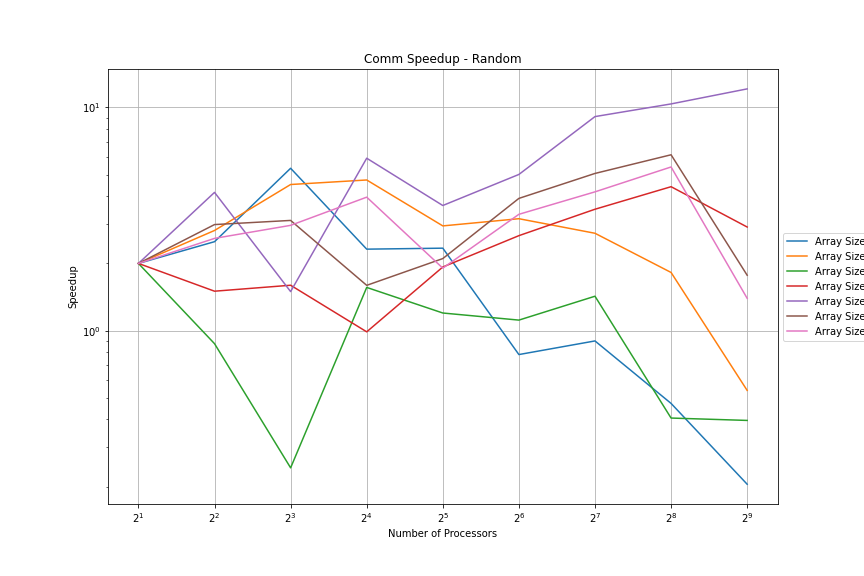 Comm Speedup - Random
Speedup
10¹
10⁰
2¹ 2² 2³ 2⁴ 2⁵ 2⁶ 2⁷ 2⁸ 2⁹
Number of Processors
Array Size
Array Size
Array Size
Array Size
Array Size
Array Size
Array Size